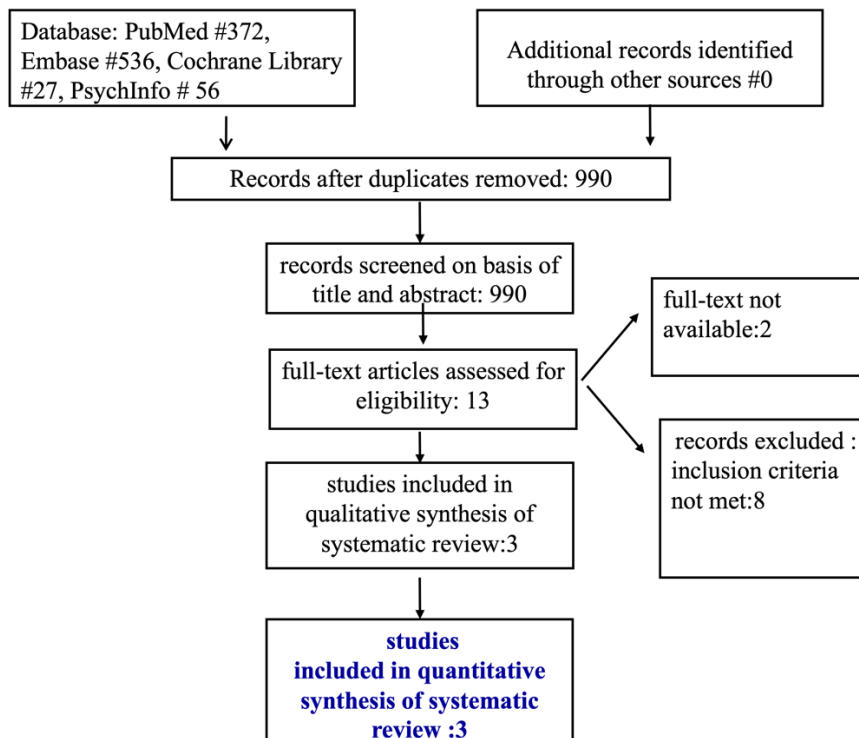 Database: PubMed #372,
Embase #536, Cochrane Library
#27, PsychInfo # 56
Additional records identified
through other sources #0
Records after duplicates removed: 990
records screened on basis of
title and abstract: 990
full-text not
available:2
full-text articles assessed for
eligibility: 13
records excluded :
inclusion criteria
not met:8
studies included in
qualitative synthesis of
systematic review:3
studies
included in quantitative
synthesis of systematic
review :3